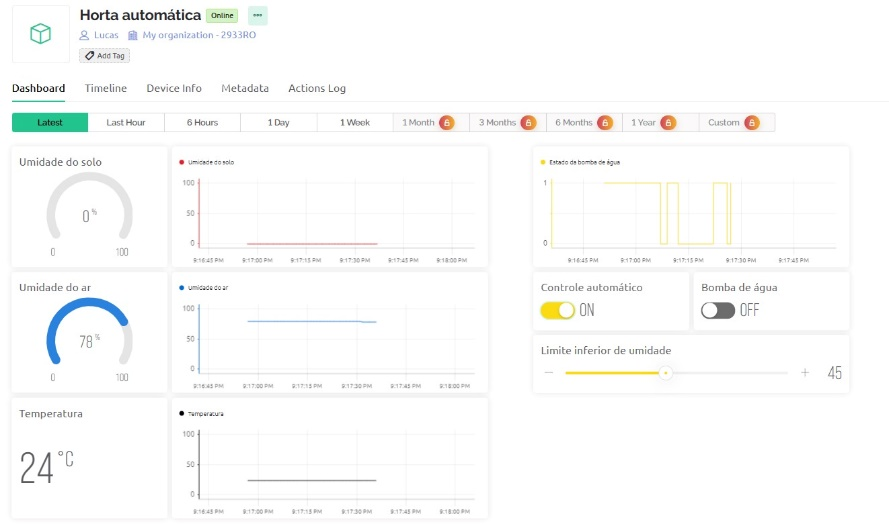 Horta automática Online
Lucas My organization - 2933RO
Add Tag
Dashboard Timeline Device Info Metadata Actions Log
Latest Last Hour 6 Hours 1 Day 1 Week 1 Month 3 Months 6 Months 1 Year Custom
Umidade do solo
0 %
0 100
Umidade do solo
100
50
0
9:16:45 PM 9:17:00 PM 9:17:15 PM 9:17:30 PM 9:17:45 PM 9:18:00 PM
Estado da bomba de água
1
0
9:16:45 PM 9:17:00 PM 9:17:15 PM 9:17:30 PM 9:17:45 PM
Umidade do ar
78 %
0 100
Umidade do ar
100
50
0
9:16:45 PM 9:17:00 PM 9:17:15 PM 9:17:30 PM 9:17:45 PM 9:18:00 PM
Controle automático
ON
Bomba de água
OFF
Limite inferior de umidade
− + 45
Temperatura
24 °C
Temperatura
100
50
0
9:16:45 PM 9:17:00 PM 9:17:15 PM 9:17:30 PM 9:17:45 PM 9:18:00 PM